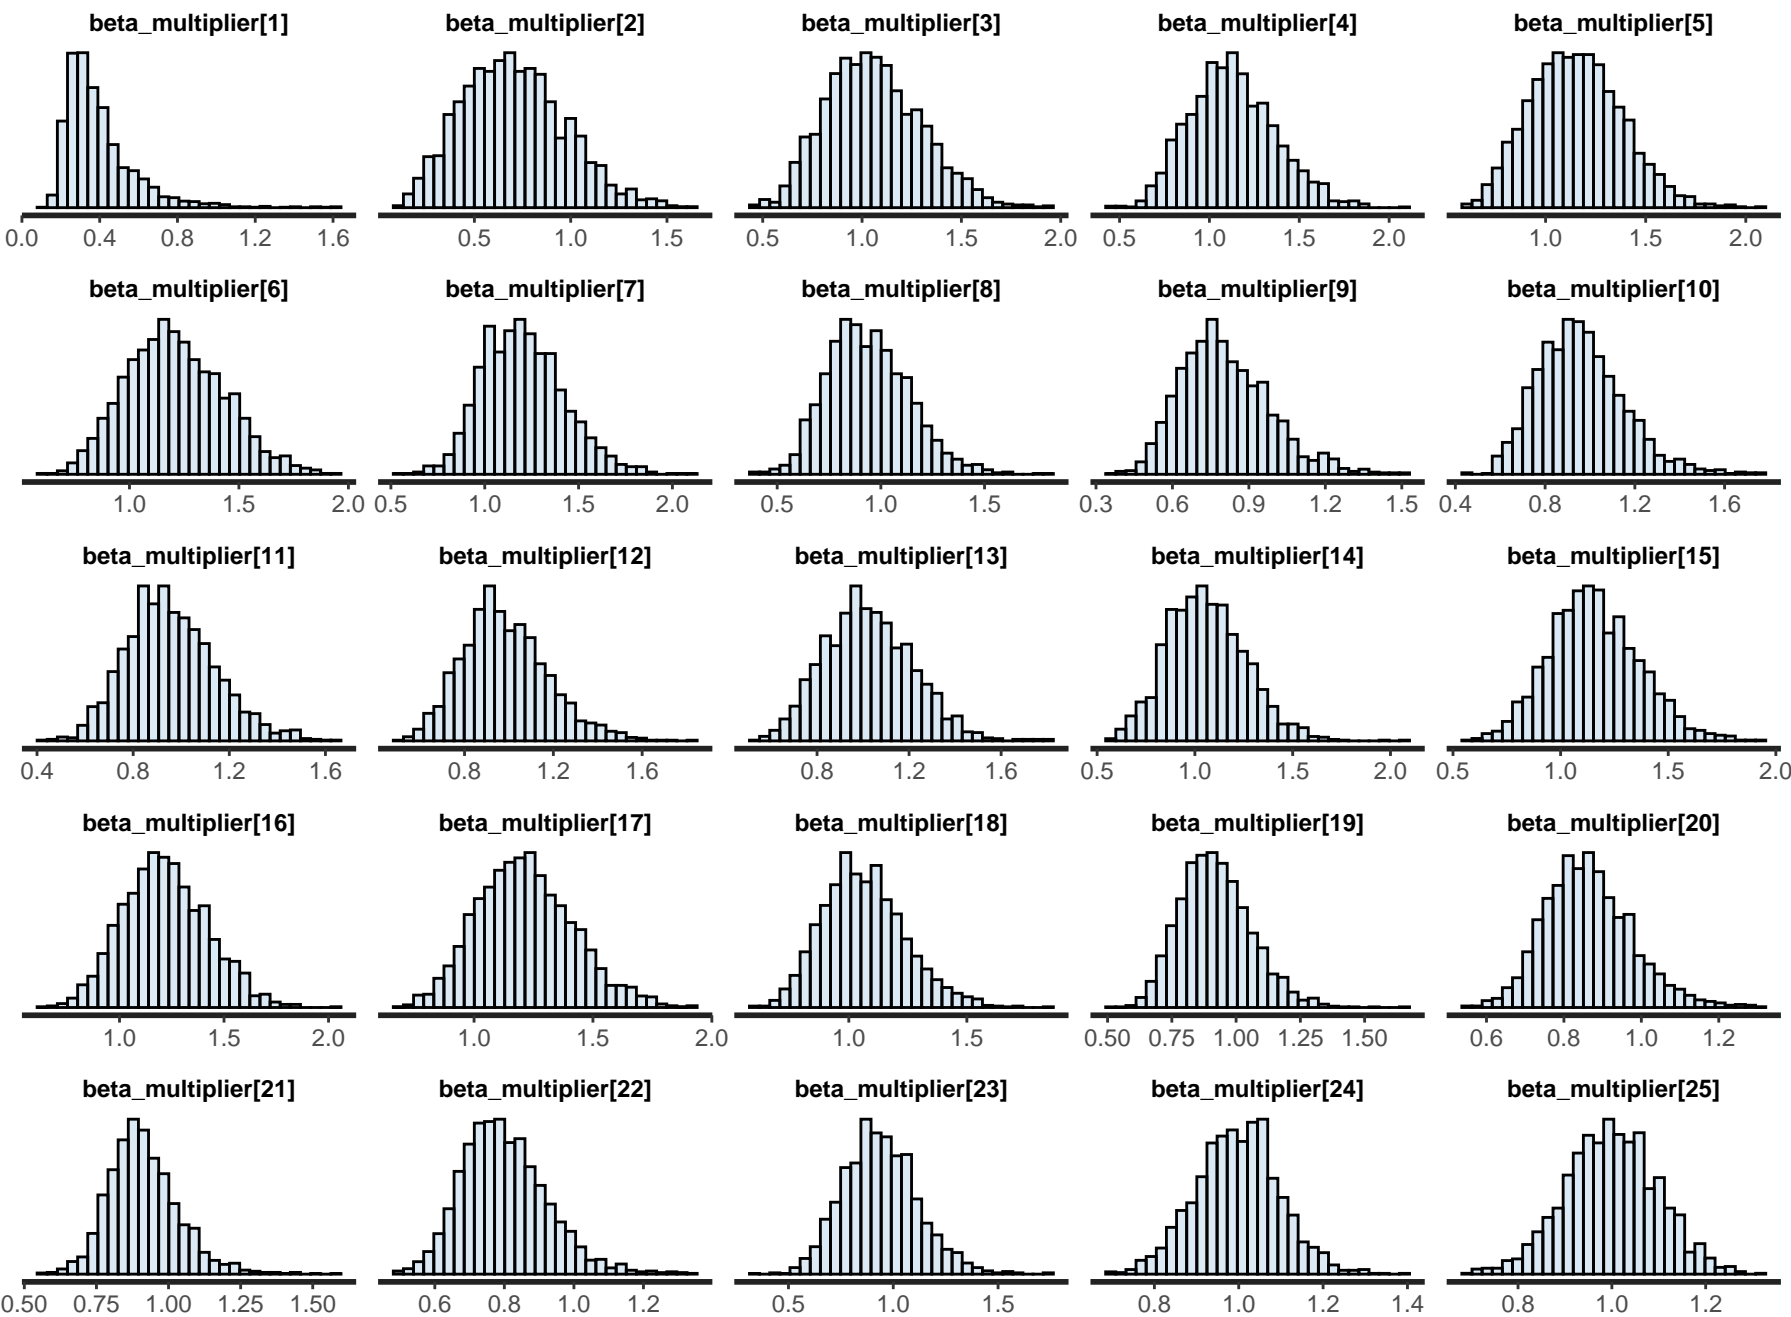 beta_multiplier[1] beta_multiplier[2] beta_multiplier[3] beta_multiplier[4] beta_multiplier[5]
0.0 0.4 0.8 1.2 1.6 0.5 1.0 1.5 0.5 1.0 1.5 2.0 0.5 1.0 1.5 2.0 1.0 1.5 2.0
beta_multiplier[6] beta_multiplier[7] beta_multiplier[8] beta_multiplier[9] beta_multiplier[10]
1.0 1.5 2.0 0.5 1.0 1.5 2.0 0.5 1.0 1.5 0.3 0.6 0.9 1.2 1.5 0.4 0.8 1.2 1.6
beta_multiplier[11] beta_multiplier[12] beta_multiplier[13] beta_multiplier[14] beta_multiplier[15]
0.4 0.8 1.2 1.6 0.8 1.2 1.6 0.8 1.2 1.6 0.5 1.0 1.5 2.0 0.5 1.0 1.5 2.0
beta_multiplier[16] beta_multiplier[17] beta_multiplier[18] beta_multiplier[19] beta_multiplier[20]
1.0 1.5 2.0 1.0 1.5 2.0 1.0 1.5 0.50 0.75 1.00 1.25 1.50 0.6 0.8 1.0 1.2
beta_multiplier[21] beta_multiplier[22] beta_multiplier[23] beta_multiplier[24] beta_multiplier[25]
0.50 0.75 1.00 1.25 1.50 0.6 0.8 1.0 1.2 0.5 1.0 1.5 0.8 1.0 1.2 1.4 0.8 1.0 1.2